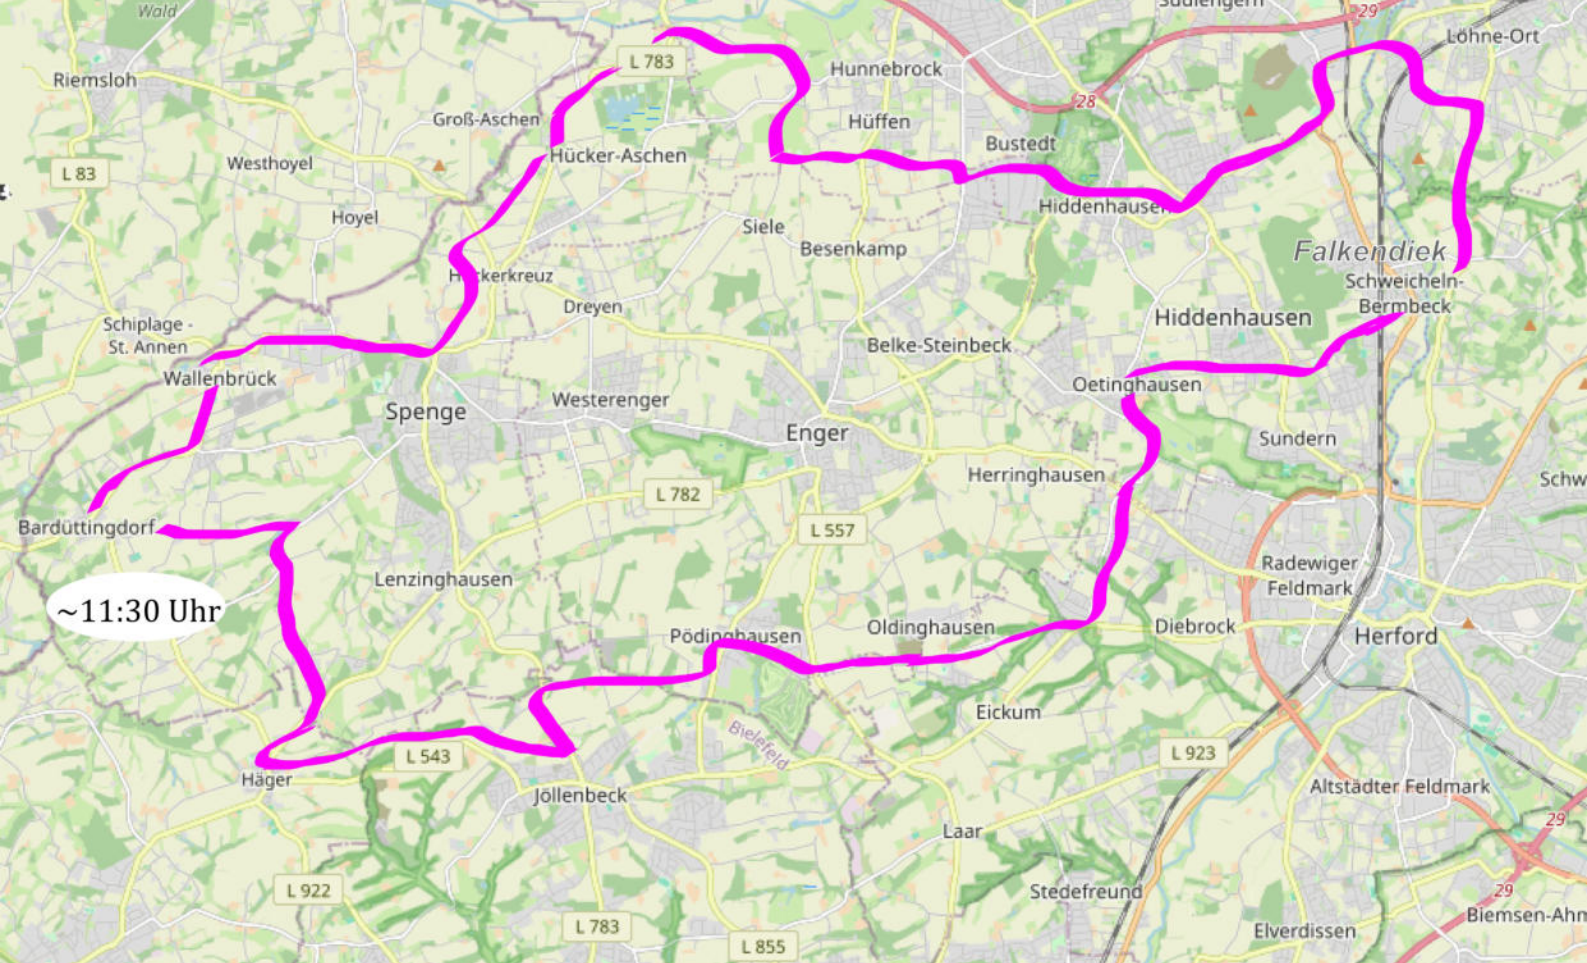 Wald
Südlengern
29
Löhne-Ort
Riemsloh
L 783
Hunnebrock
28
Groß-Aschen
Hüffen
Bustedt
Westhoyel
Hücker-Aschen
L 83
Hoyel
Siele
Hiddenhausen
Besenkamp
Falkendiek
Schweicheln-
Bermbeck
Hückerkreuz
Dreyen
Schiplage -
St. Annen
Hiddenhausen
Belke-Steinbeck
Wallenbrück
Oetinghausen
Spenge
Westerenger
Enger
Sundern
Herringhausen
Schw
L 782
Bardüttingdorf
L 557
Lenzinghausen
Radewiger
Feldmark
~11:30 Uhr
Pödinghausen
Oldinghausen
Diebrock
Herford
Eickum
Bielefeld
L 543
L 923
Häger
Jöllenbeck
Altstädter Feldmark
29
Laar
L 922
Stedefreund
29
L 783
L 855
Elverdissen
Biemsen-Ahm